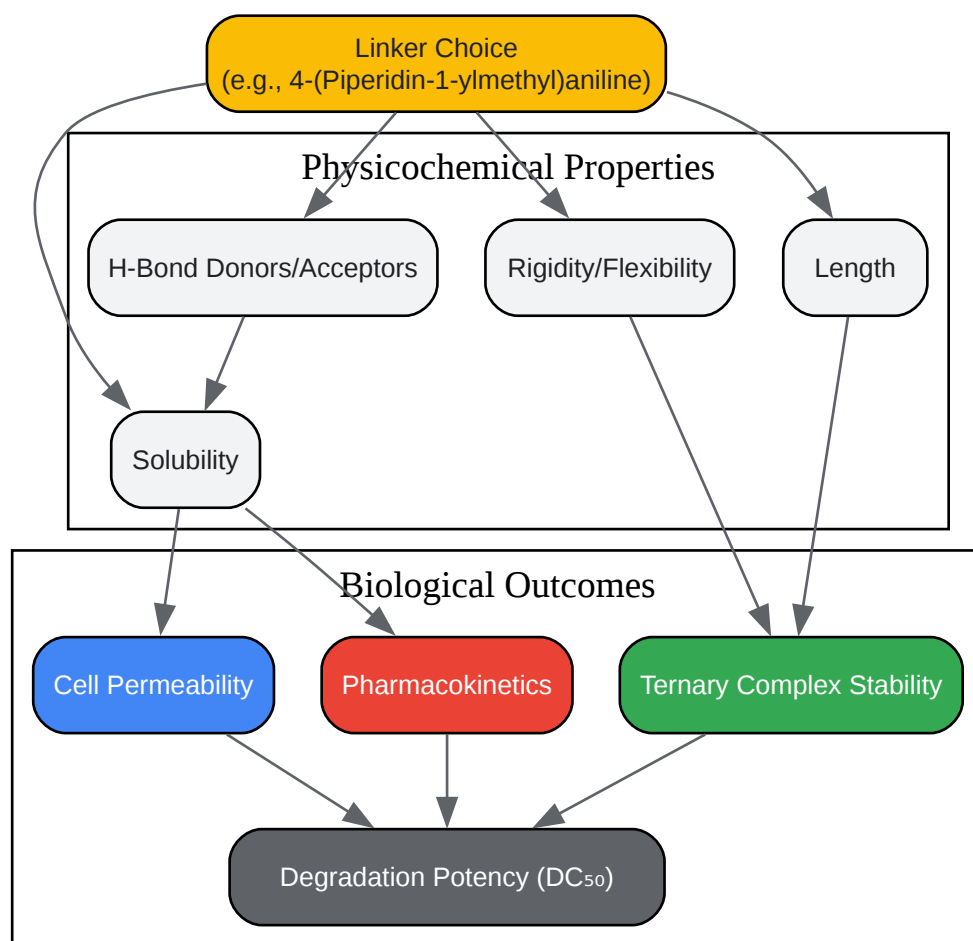 Linker Choice
(e.g., 4-(Piperidin-1-ylmethyl)aniline)
Physicochemical Properties
H-Bond Donors/Acceptors
Rigidity/Flexibility
Length
Solubility
Biological Outcomes
Cell Permeability
Pharmacokinetics
Ternary Complex Stability
Degradation Potency (DC₅₀)